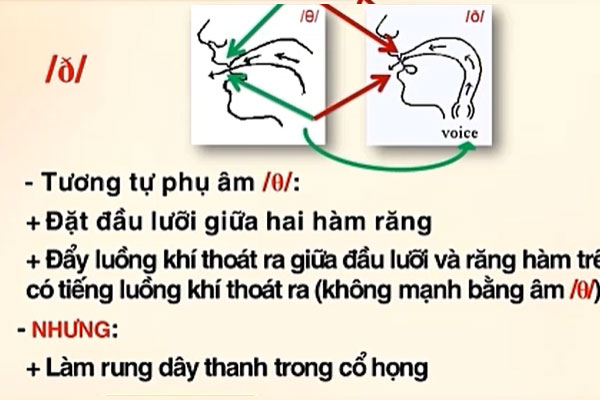 /θ/
/ð/
/ð/
voice
- Tương tự phụ âm /θ/:
+ Đặt đầu lưỡi giữa hai hàm răng
+ Đẩy luồng khí thoát ra giữa đầu lưỡi và răng hàm trê
có tiếng luồng khí thoát ra (không mạnh bằng âm /θ/)
- NHƯNG:
+ Làm rung dây thanh trong cổ họng